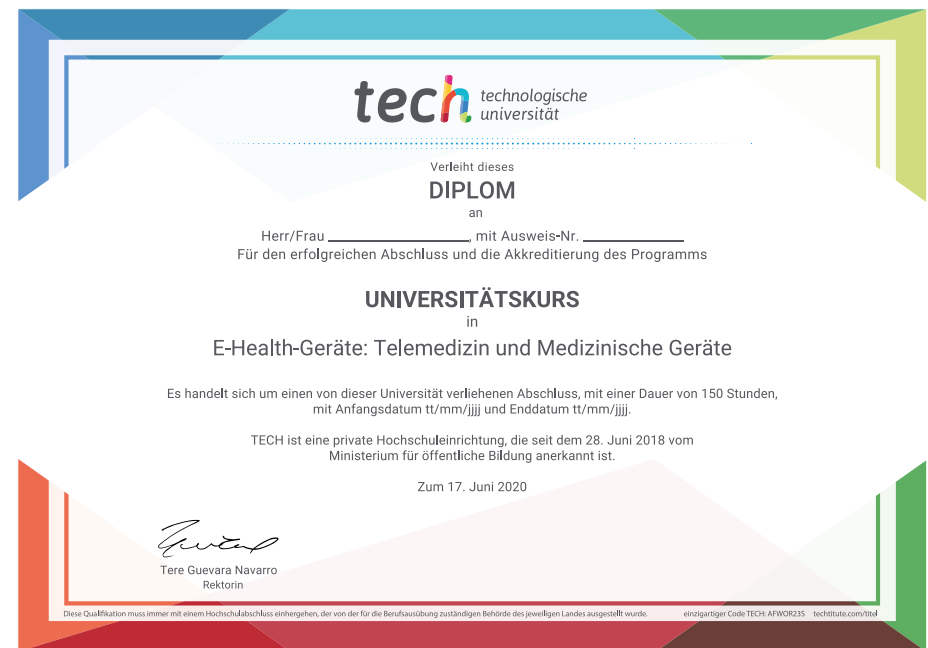 tech technologische
universität
Verleiht dieses
DIPLOM
an
Herr/Frau ____________________, mit Ausweis-Nr. ______________
Für den erfolgreichen Abschluss und die Akkreditierung des Programms
UNIVERSITÄTSKURS
in
E-Health-Geräte: Telemedizin und Medizinische Geräte
Es handelt sich um einen von dieser Universität verliehenen Abschluss, mit einer Dauer von 150 Stunden,
mit Anfangsdatum tt/mm/jjjj und Enddatum tt/mm/jjjj.
TECH ist eine private Hochschuleinrichtung, die seit dem 28. Juni 2018 vom
Ministerium für öffentliche Bildung anerkannt ist.
Zum 17. Juni 2020
Tere Guevara Navarro
Rektorin
Diese Qualifikation muss immer mit einem Hochschulabschluss einhergehen, der von der für die Berufsausübung zuständigen Behörde des jeweiligen Landes ausgestellt wurde. einzigartiger Code TECH: AFWOR23S techtitute.com/titel